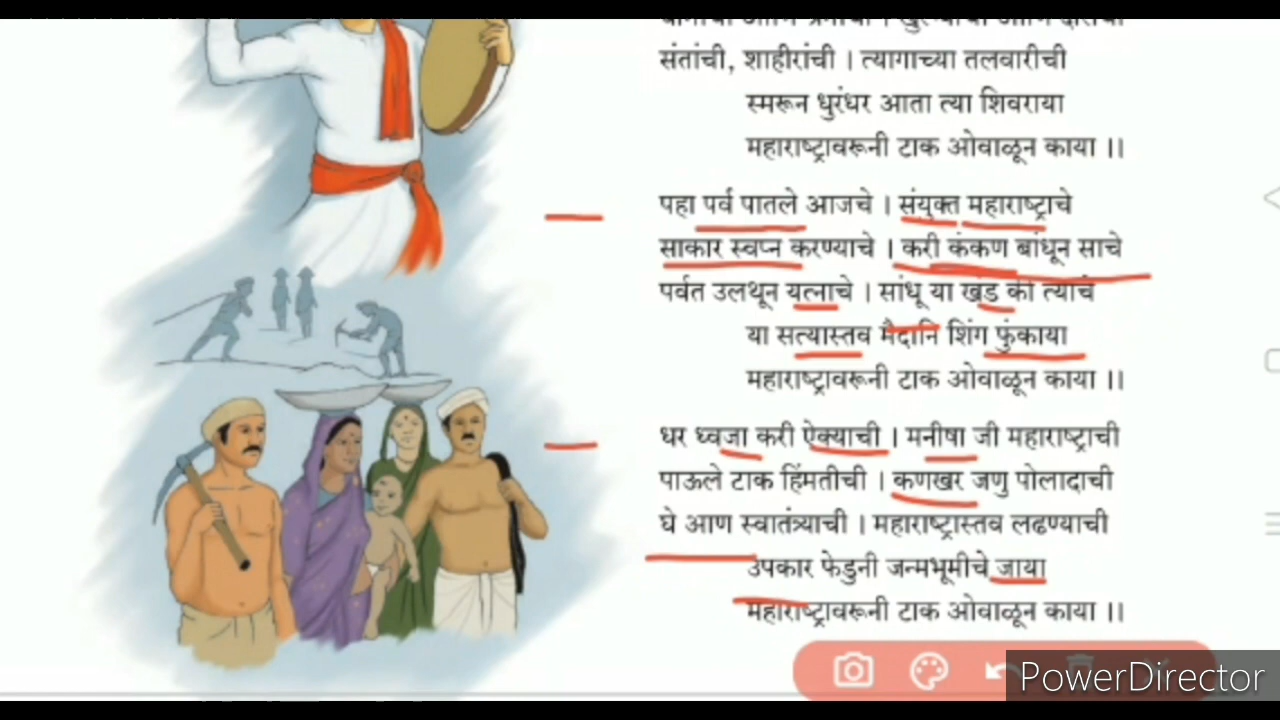 संतांची, शाहीरांची । त्यागाच्या तलवारीची
स्मरून धुरंधर आता त्या शिवराया
महाराष्ट्रावरूनी टाक ओवाळून काया ।।
पहा पर्व पातले आजचे । संयुक्त महाराष्ट्राचे
साकार स्वप्न करण्याचे । करी कंकण बांधून साचे
पर्वत उलथून यत्नाचे । सांधू या खंड की त्याचे
या सत्यास्तव मैदानि शिंग फुंकाया
महाराष्ट्रावरूनी टाक ओवाळून काया ।।
धर ध्वजा करी ऐक्याची । मनीषा जी महाराष्ट्राची
पाऊले टाक हिंमतीची । कणखर जणु पोलादाची
घे आण स्वातंत्र्याची । महाराष्ट्रास्तव लढण्याची
उपकार फेडुनी जन्मभूमीचे जाया
महाराष्ट्रावरूनी टाक ओवाळून काया ।।
PowerDirector